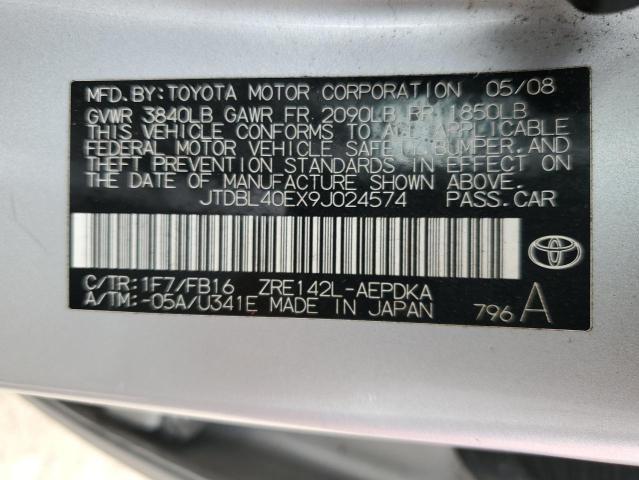 MFD.BY:TOYOTA MOTOR CORPORATION 05/08
GVWR 3840LB GAWR FR 2090LB RR 1850LB
THIS VEHICLE CONFORMS TO ALL APPLICABLE
FEDERAL MOTOR VEHICLE SAFETY, BUMPER, AND
THEFT PREVENTION STANDARDS IN EFFECT ON
THE DATE OF MANUFACTURE SHOWN ABOVE.
JTDBL40EX9J024574 PASS.CAR
C/TR:1F7/FB16 ZRE142L-AEPDKA
A/TM:-05A/U341E MADE IN JAPAN 796 A